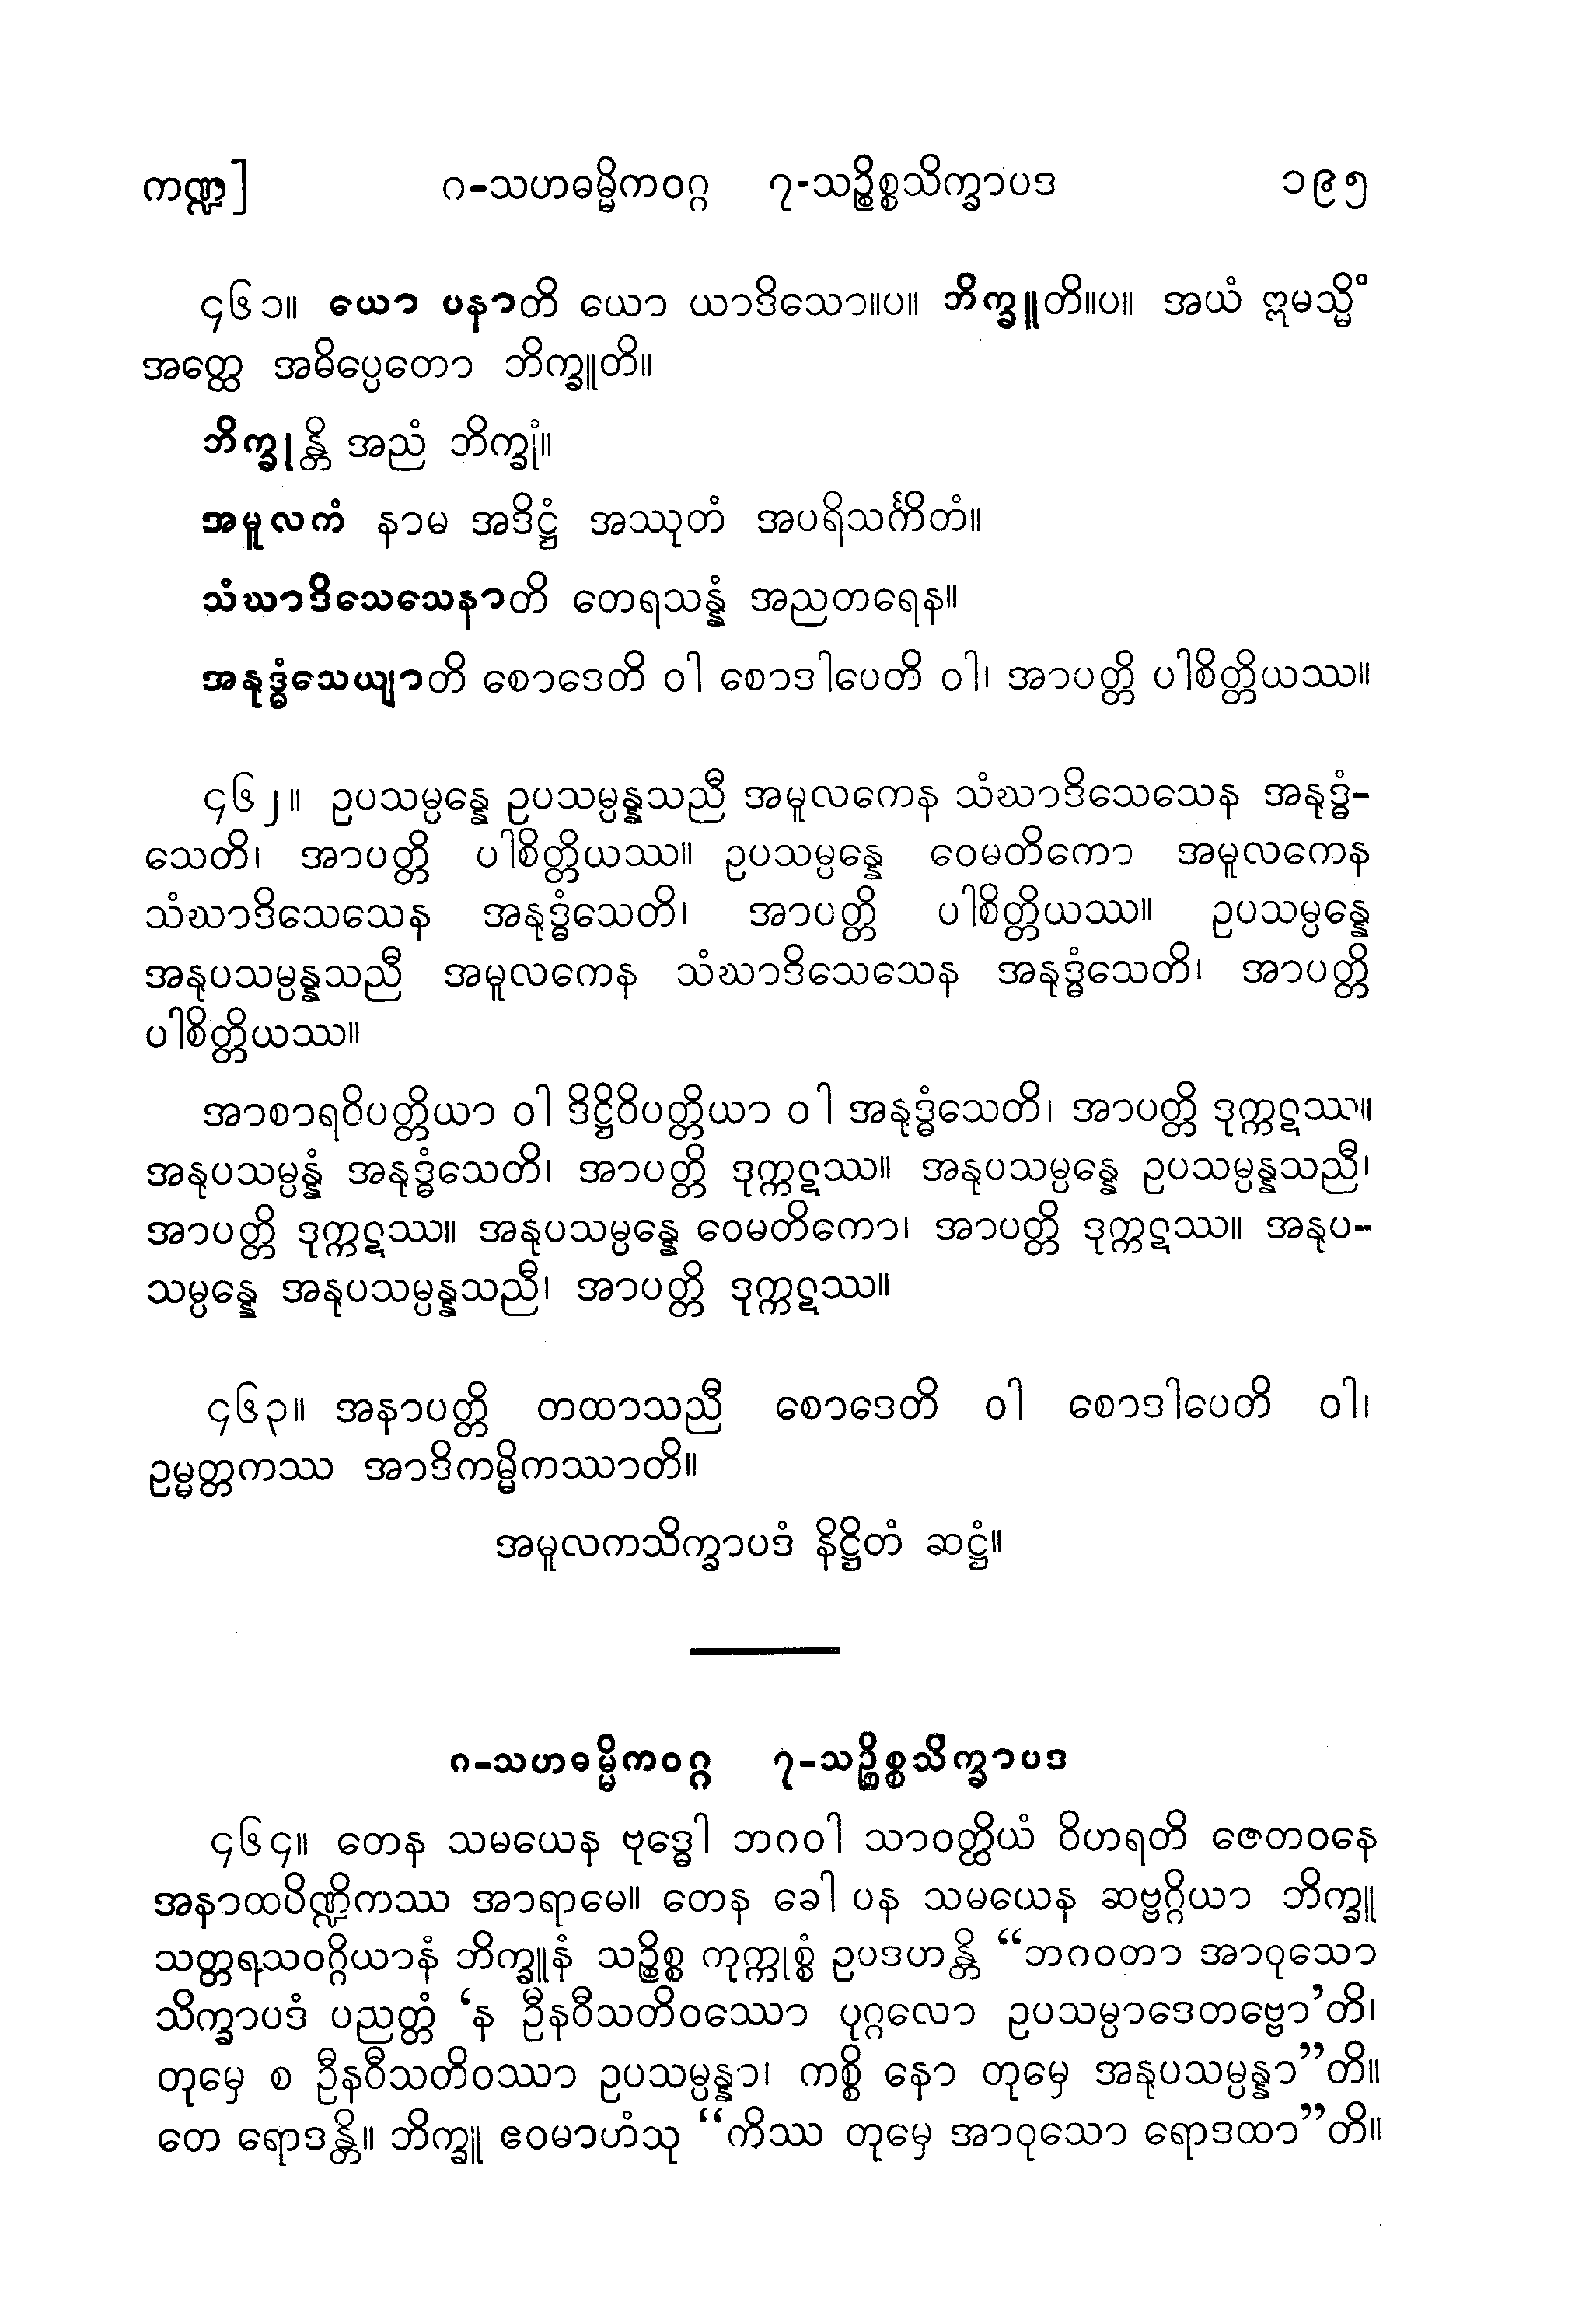 ကဏ္ဍ] ဂ-သဟဓမ္မိကဝဂ္ဂ ၇-သဉ္စိစ္စသိက္ခာပဒ ၁၉၅
၄၆၁။ ယော ပနာတိ ယော ယာဒိသော။ပ။ ဘိက္ခူတိ။ပ။ အယံ ဣမသ္မိံ
အတ္ထေ အဓိပ္ပေတော ဘိက္ခူတိ။
ဘိက္ခုန္တိ အညံ ဘိက္ခုံ။
အမူလကံ နာမ အဒိဋ္ဌံ အဿုတံ အပရိသင်္ကိတံ။
သံဃာဒိသေသေနာတိ တေရသန္နံ အညတရေန။
အနုဒ္ဓံသေယျာတိ စောဒေတိ ဝါ စောဒါပေတိ ဝါ၊ အာပတ္တိ ပါစိတ္တိယဿ။
၄၆၂။ ဥပသမ္ပန္နေ ဥပသမ္ပန္နသညီ အမူလကေန သံဃာဒိသေသေန အနုဒ္ဓံ-
သေတိ၊ အာပတ္တိ ပါစိတ္တိယဿ။ ဥပသမ္ပန္နေ ဝေမတိကော အမူလကေန
သံဃာဒိသေသေန အနုဒ္ဓံသေတိ၊ အာပတ္တိ ပါစိတ္တိယဿ။ ဥပသမ္ပန္နေ
အနုပသမ္ပန္နသညီ အမူလကေန သံဃာဒိသေသေန အနုဒ္ဓံသေတိ၊ အာပတ္တိ
ပါစိတ္တိယဿ။
အာစာရဝိပတ္တိယာ ဝါ ဒိဋ္ဌိဝိပတ္တိယာ ဝါ အနုဒ္ဓံသေတိ၊ အာပတ္တိ ဒုက္ကဋဿ။
အနုပသမ္ပန္နံ အနုဒ္ဓံသေတိ၊ အာပတ္တိ ဒုက္ကဋဿ။ အနုပသမ္ပန္နေ ဥပသမ္ပန္နသညီ၊
အာပတ္တိ ဒုက္ကဋဿ။ အနုပသမ္ပန္နေ ဝေမတိကော၊ အာပတ္တိ ဒုက္ကဋဿ။ အနုပ-
သမ္ပန္နေ အနုပသမ္ပန္နသညီ၊ အာပတ္တိ ဒုက္ကဋဿ။
၄၆၃။ အနာပတ္တိ တထာသညီ စောဒေတိ ဝါ စောဒါပေတိ ဝါ၊
ဥမ္မတ္တကဿ အာဒိကမ္မိကဿာတိ။
အမူလကသိက္ခာပဒံ နိဋ္ဌိတံ ဆဋ္ဌံ။
ဂ-သဟဓမ္မိကဝဂ္ဂ ၇-သဉ္စိစ္စသိက္ခာပဒ
၄၆၄။ တေန သမယေန ဗုဒ္ဓေါ ဘဂဝါ သာဝတ္ထိယံ ဝိဟရတိ ဇေတဝနေ
အနာထပိဏ္ဍိကဿ အာရာမေ။ တေန ခေါ ပန သမယေန ဆဗ္ဗဂ္ဂိယာ ဘိက္ခူ
သတ္တရသဝဂ္ဂိယာနံ ဘိက္ခူနံ သဉ္စိစ္စ ကုက္ကုစ္စံ ဥပဒဟန္တိ “ဘဂဝတာ အာဝုသော
သိက္ခာပဒံ ပညတ္တံ ‘န ဦနဝီသတိဝဿော ပုဂ္ဂလော ဥပသမ္ပာဒေတဗ္ဗော’တိ၊
တုမှေ စ ဦနဝီသတိဝဿာ ဥပသမ္ပန္နာ၊ ကစ္စိ နော တုမှေ အနုပသမ္ပန္နာ”တိ။
တေ ရောဒန္တိ။ ဘိက္ခူ ဧဝမာဟံသု “ကိဿ တုမှေ အာဝုသော ရောဒထာ”တိ။